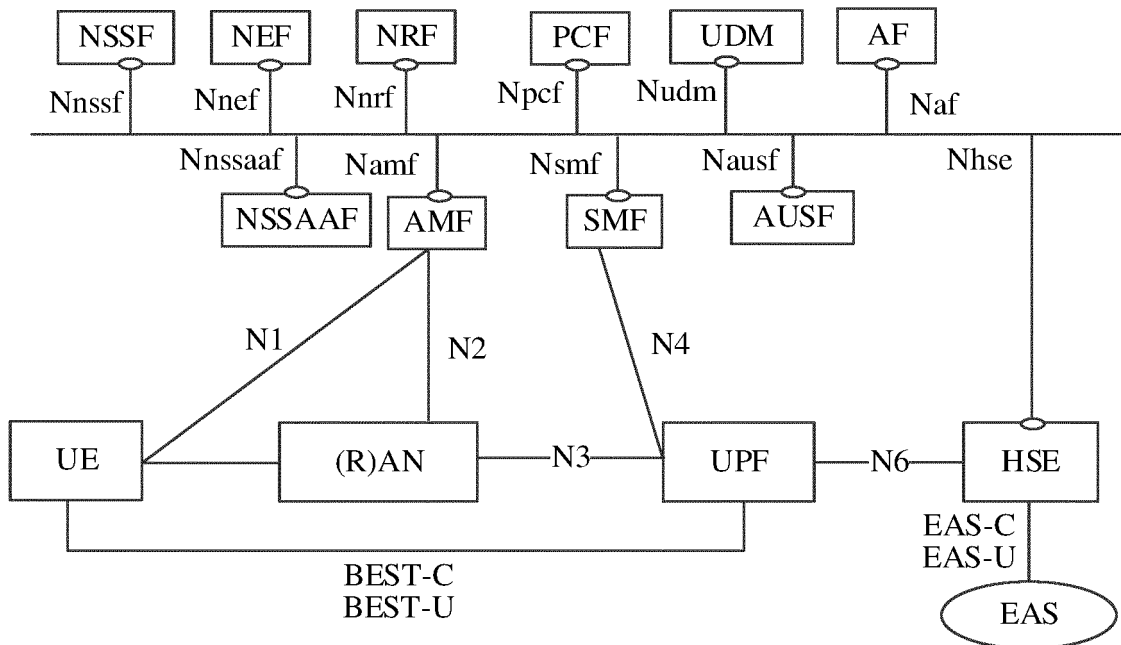 NSSF
NEF
NRF
PCF
UDM
AF
Nnssf
Nnef
Nnrf
Npcf
Nudm
Naf
Nnssaaf
Namf
Nsmf
Nausf
Nhse
NSSAAF
AMF
SMF
AUSF
N1
N2
N4
UE
(R)AN
N3
UPF
N6
HSE
EAS-C
EAS-U
BEST-C
BEST-U
EAS